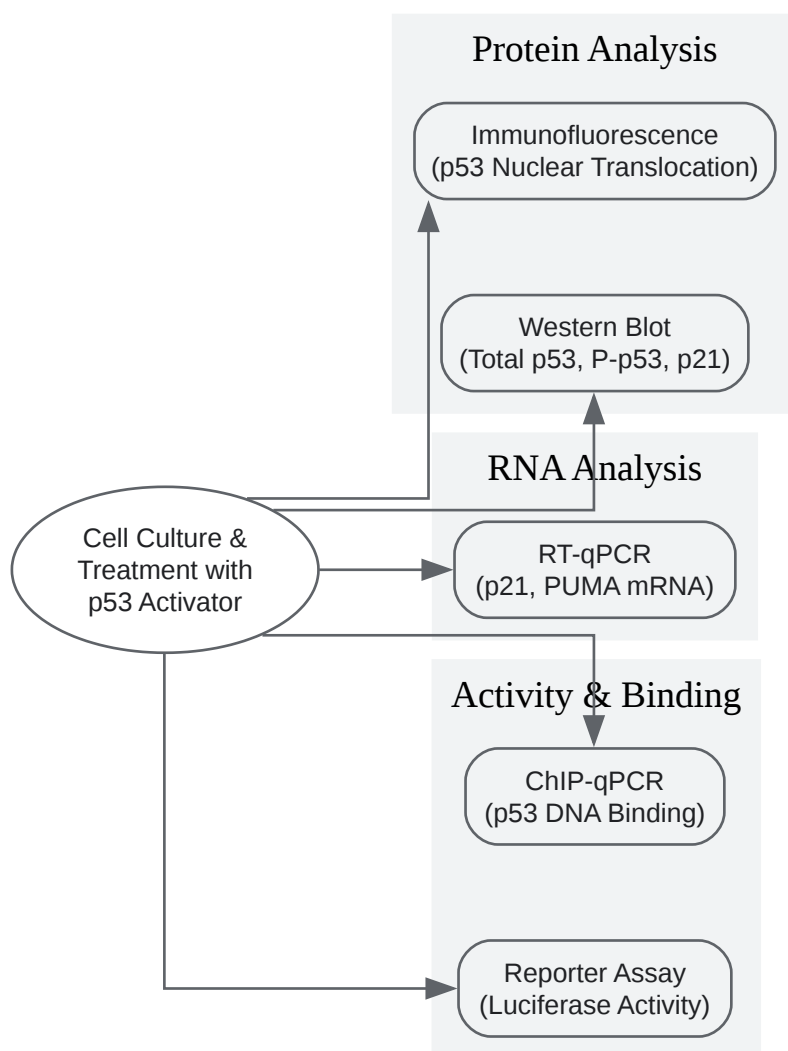 Protein Analysis
Immunofluorescence
(p53 Nuclear Translocation)
Western Blot
(Total p53, P-p53, p21)
RNA Analysis
Cell Culture &
Treatment with
p53 Activator
RT-qPCR
(p21, PUMA mRNA)
Activity & Binding
ChIP-qPCR
(p53 DNA Binding)
Reporter Assay
(Luciferase Activity)